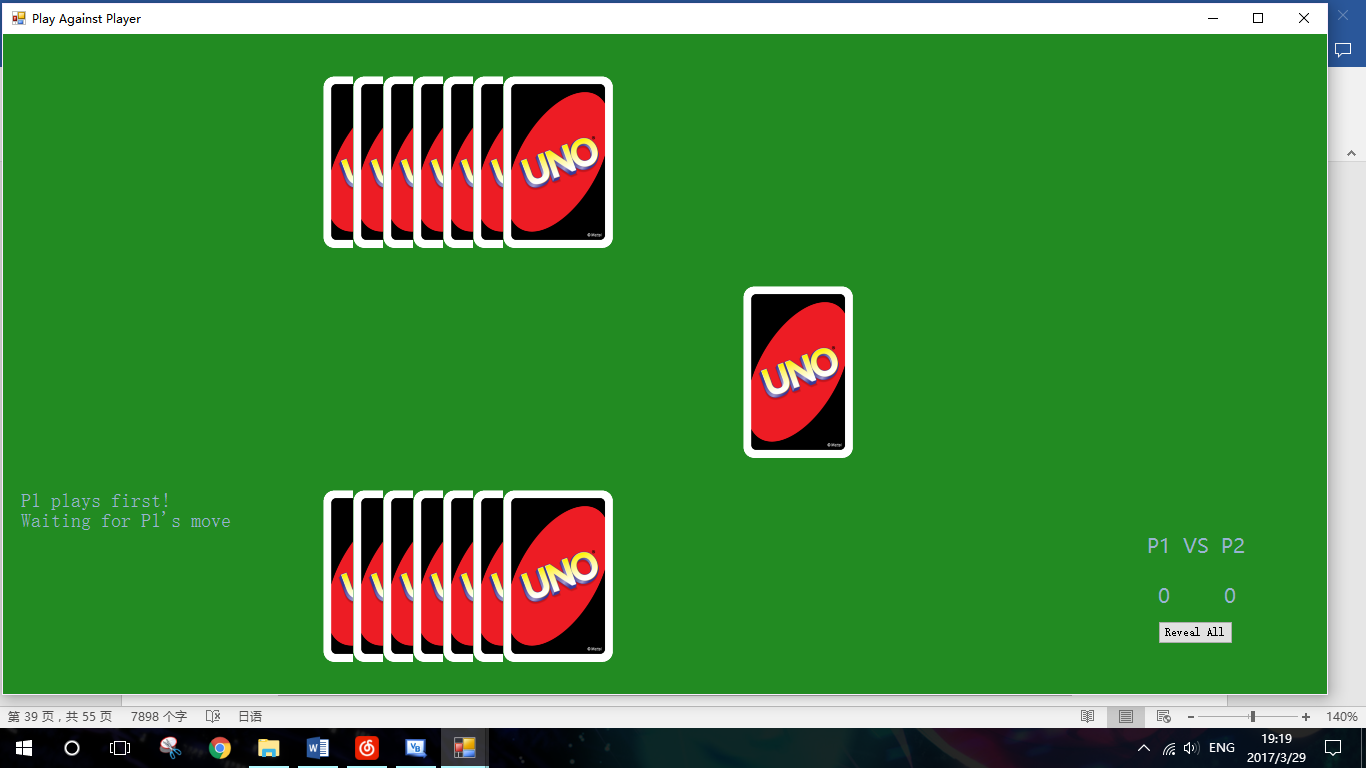 Play Against Player
UNO
UNO
P1 plays first!
Waiting for P1's move
UNO
P1 VS P2
0 0
Reveal All
第 39 页，共 55 页 7898 个字 日语 140%
19:19
ENG
2017/3/29